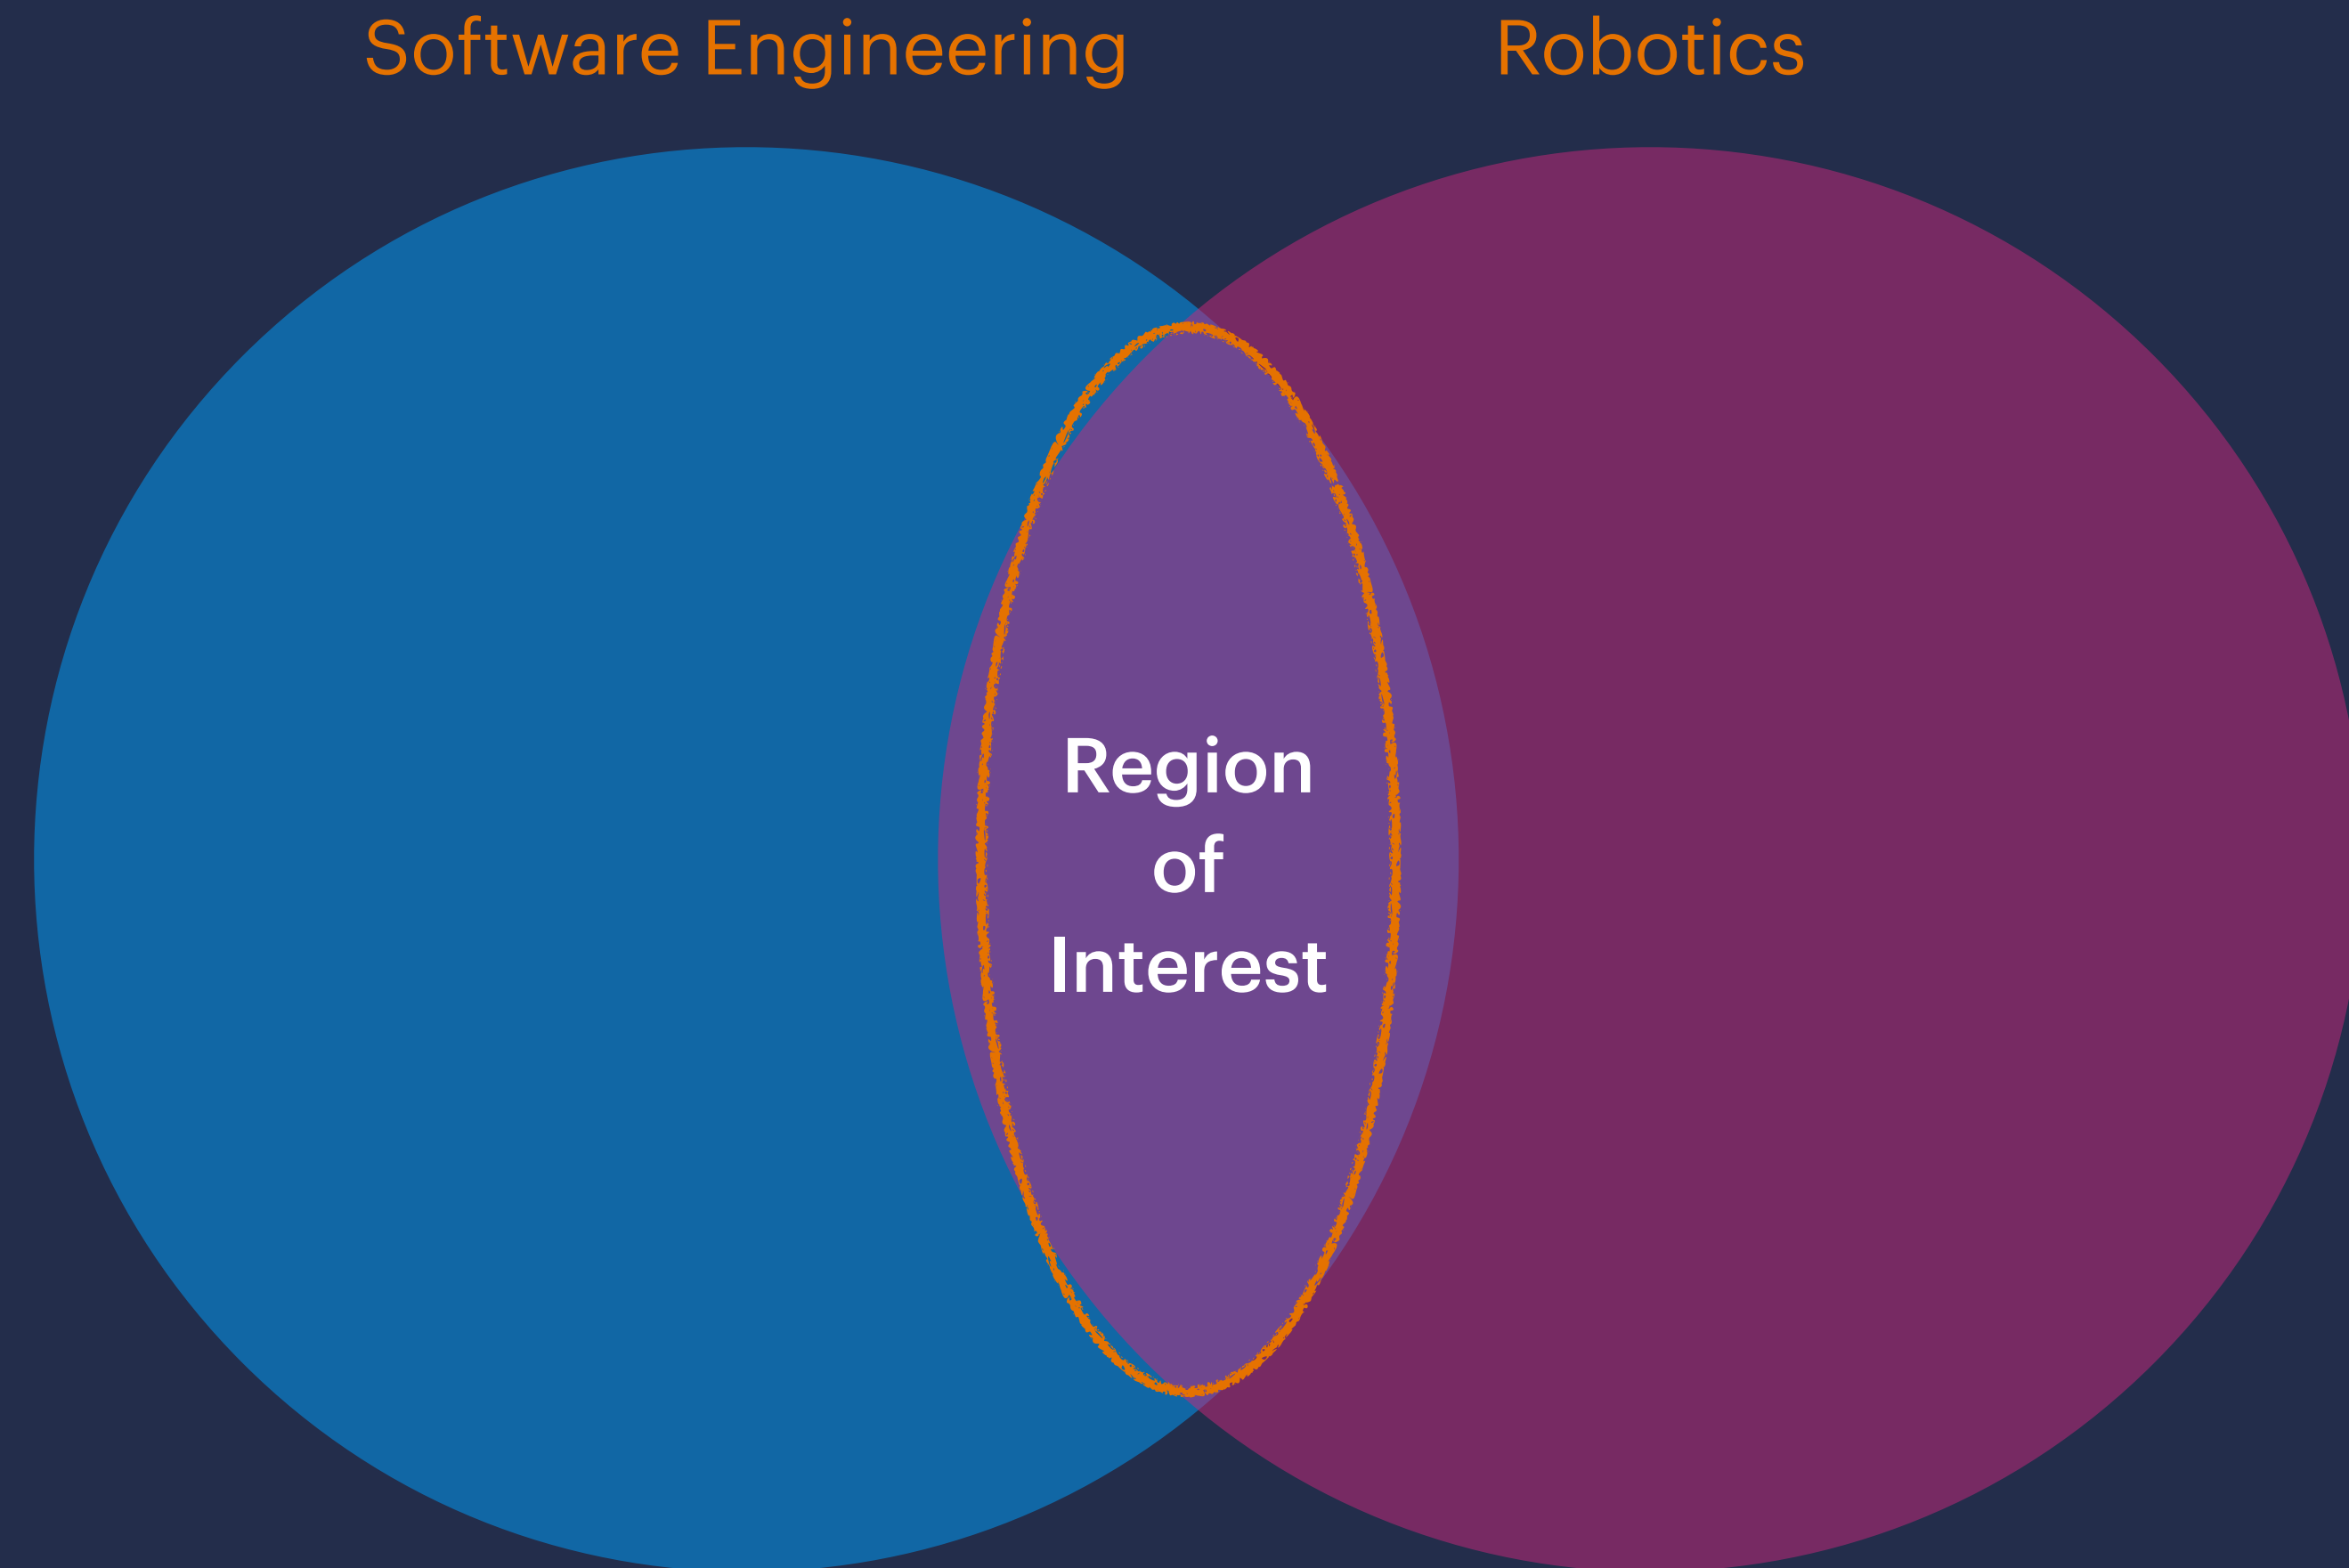 Software Engineering
Robotics
Region
of
Interest